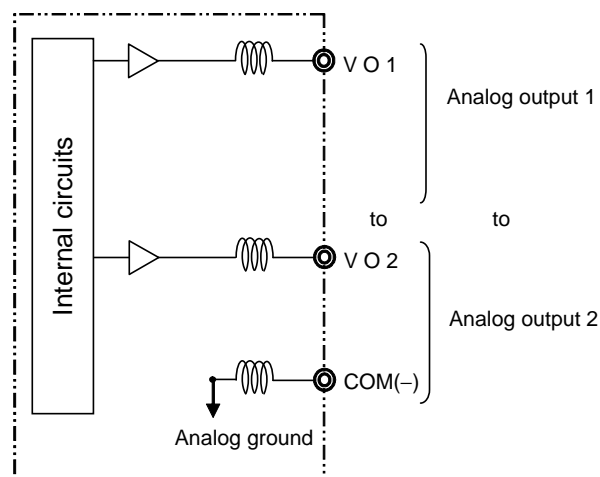 Internal circuits
V O 1
Analog output 1
to
to
V O 2
Analog output 2
COM(−)
Analog ground